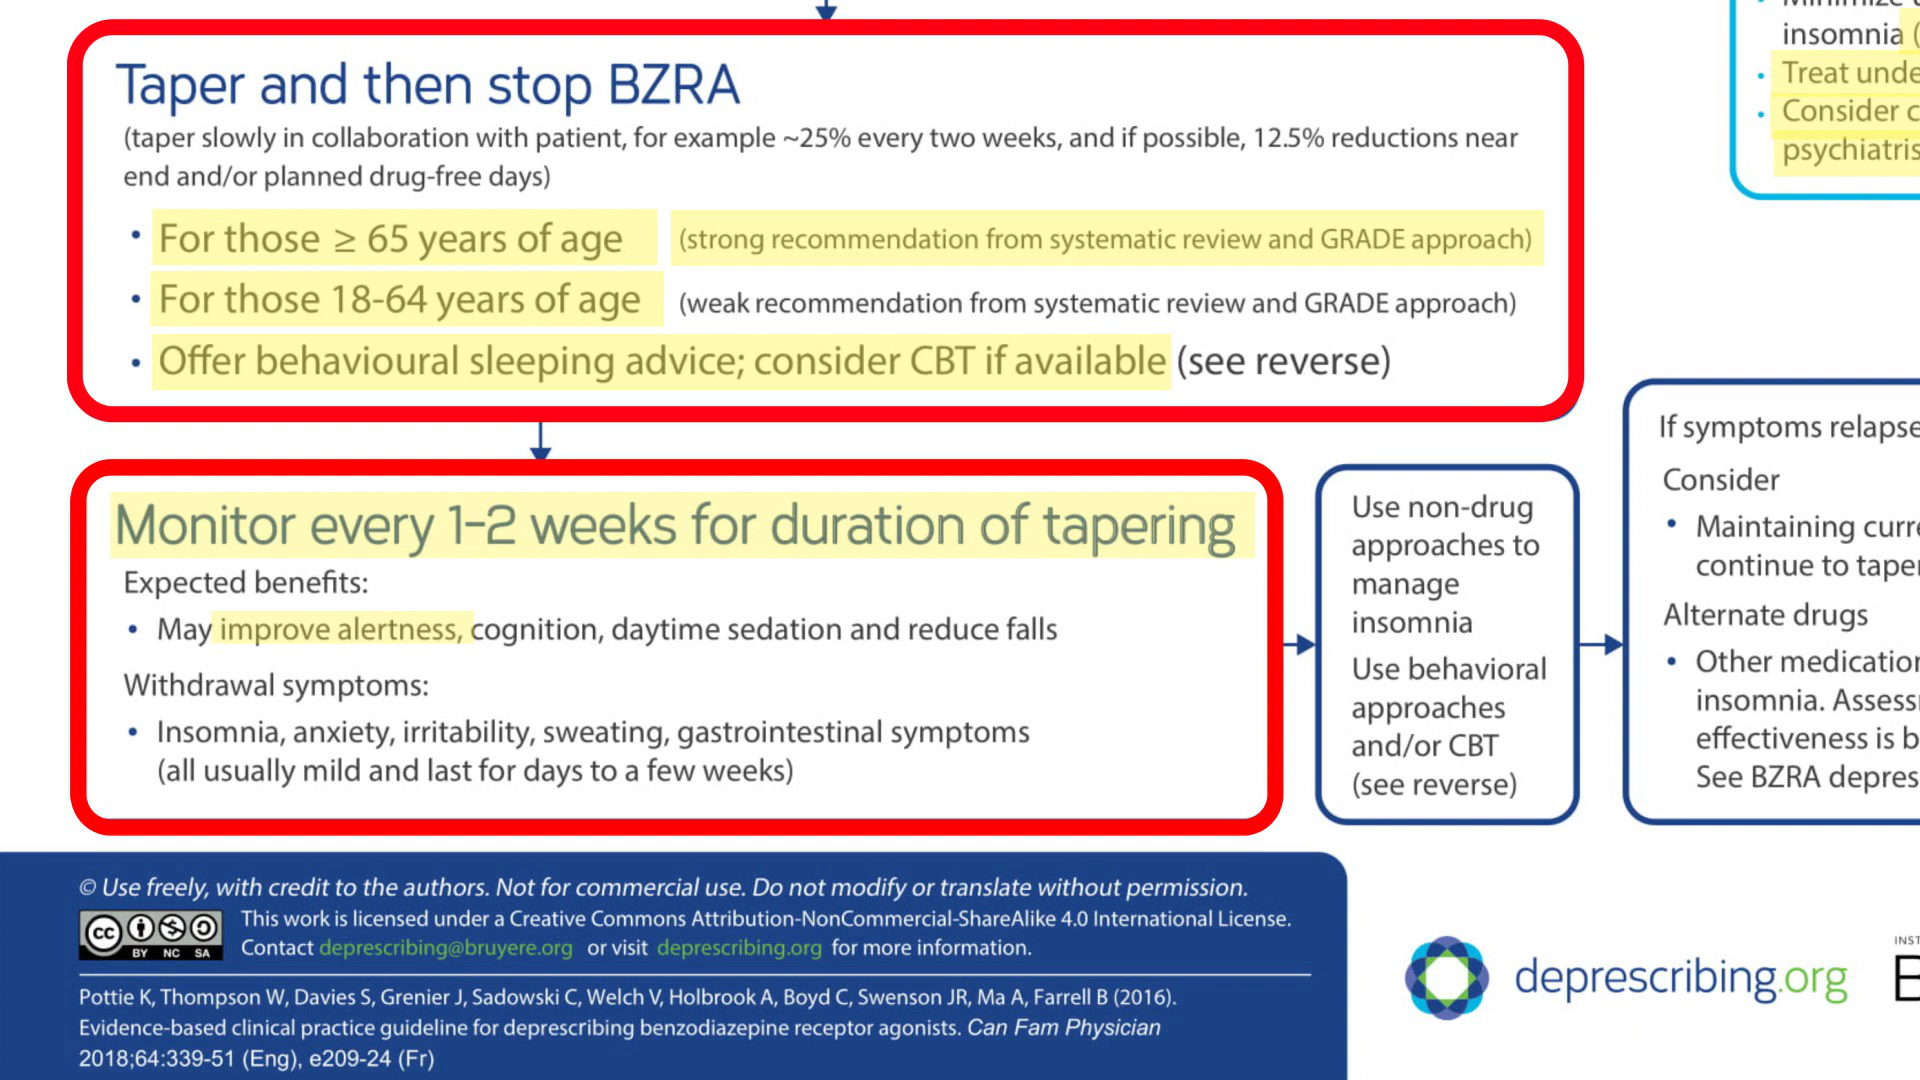 Taper and then stop BZRA
(taper slowly in collaboration with patient, for example ~25% every two weeks, and if possible, 12.5% reductions near
end and/or planned drug-free days)
• For those ≥ 65 years of age (strong recommendation from systematic review and GRADE approach)
• For those 18-64 years of age (weak recommendation from systematic review and GRADE approach)
• Offer behavioural sleeping advice; consider CBT if available (see reverse)
insomnia (
• Treat unde
• Consider c
psychiatris
Monitor every 1-2 weeks for duration of tapering
Expected benefits:
• May improve alertness, cognition, daytime sedation and reduce falls
Withdrawal symptoms:
• Insomnia, anxiety, irritability, sweating, gastrointestinal symptoms
(all usually mild and last for days to a few weeks)
Use non-drug
approaches to
manage
insomnia
Use behavioral
approaches
and/or CBT
(see reverse)
If symptoms relapse
Consider
• Maintaining curre
continue to taper
Alternate drugs
• Other medication
insomnia. Assess
effectiveness is b
See BZRA depres
© Use freely, with credit to the authors. Not for commercial use. Do not modify or translate without permission.
cc BY NC SA
This work is licensed under a Creative Commons Attribution-NonCommercial-ShareAlike 4.0 International License.
Contact deprescribing@bruyere.org or visit deprescribing.org for more information.
Pottie K, Thompson W, Davies S, Grenier J, Sadowski C, Welch V, Holbrook A, Boyd C, Swenson JR, Ma A, Farrell B (2016).
Evidence-based clinical practice guideline for deprescribing benzodiazepine receptor agonists. Can Fam Physician
2018;64:339-51 (Eng), e209-24 (Fr)
deprescribing.org
INST